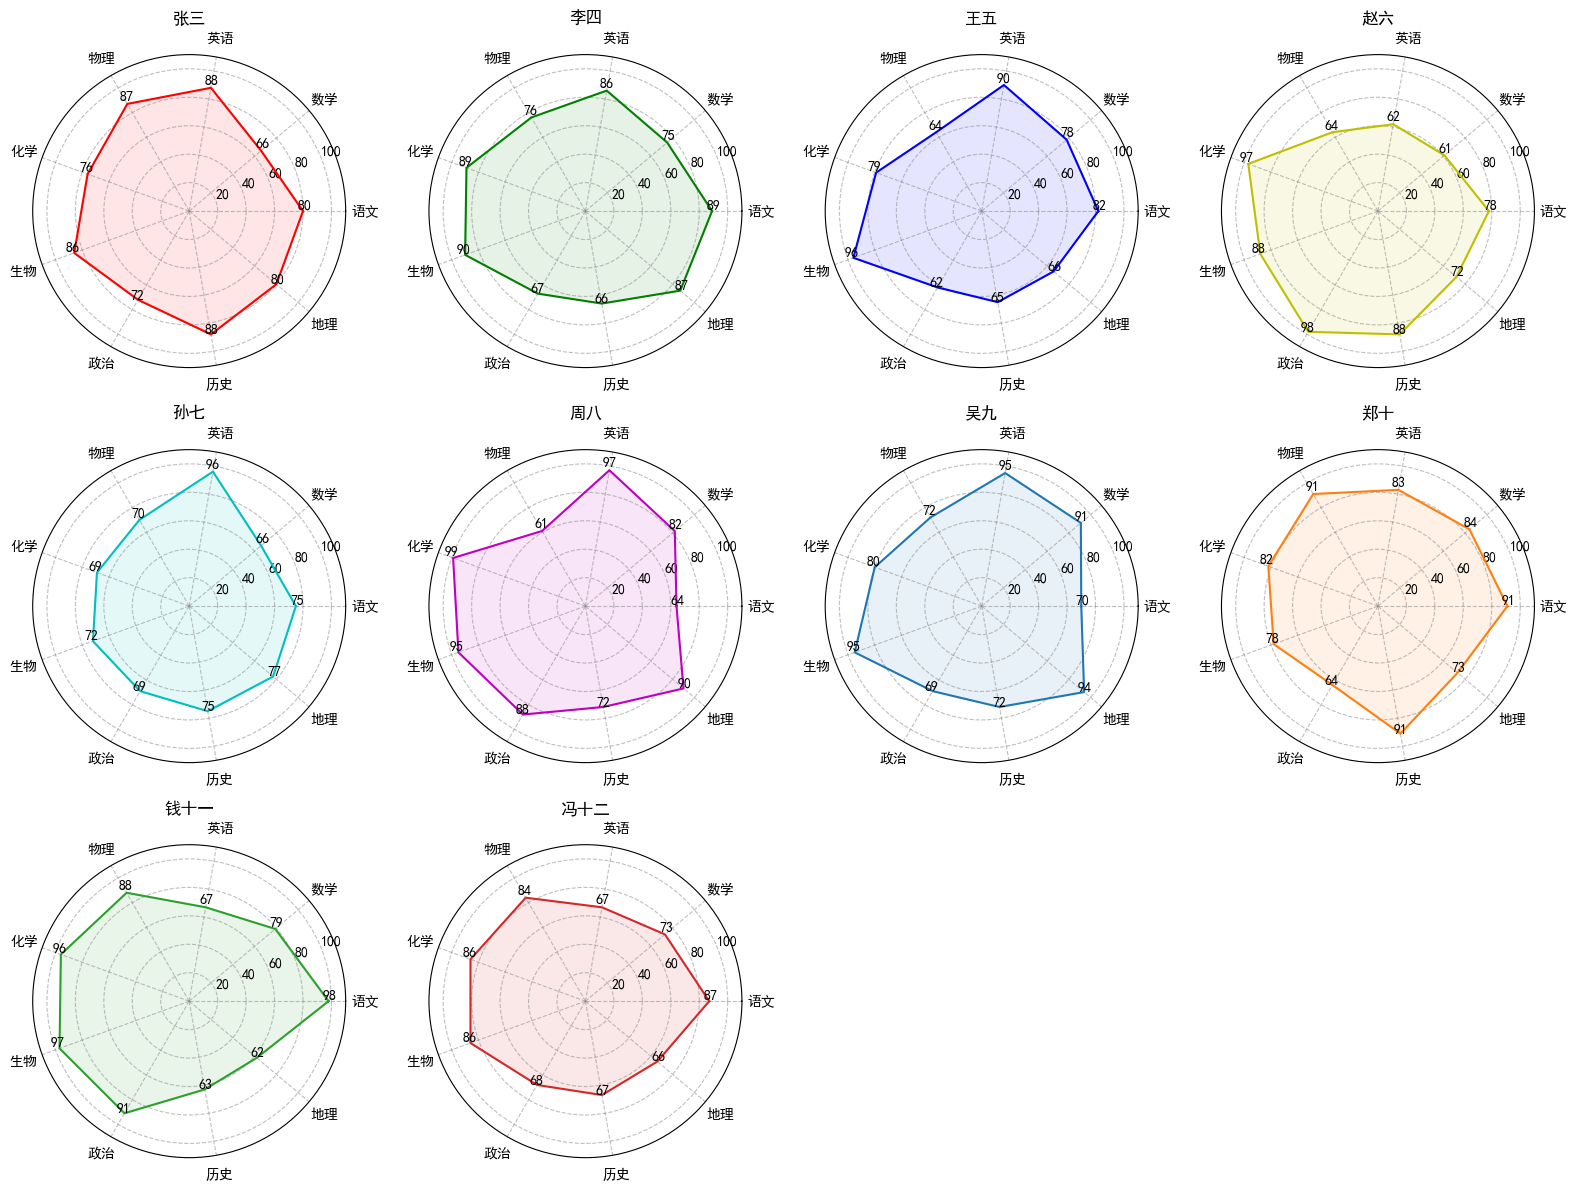 张三
英语
物理
数学
化学
语文
生物
地理
政治
历史
88
87
66
76
80
86
72
88
80
20
40
60
80
100
李四
英语
物理
数学
化学
语文
生物
地理
政治
历史
86
76
75
89
89
90
67
66
87
20
40
60
80
100
王五
英语
物理
数学
化学
语文
生物
地理
政治
历史
90
64
78
79
82
96
62
65
66
20
40
60
80
100
赵六
英语
物理
数学
化学
语文
生物
地理
政治
历史
62
64
61
97
78
88
98
88
72
20
40
60
80
100
孙七
英语
物理
数学
化学
语文
生物
地理
政治
历史
96
70
66
69
75
72
69
75
77
20
40
60
80
100
周八
英语
物理
数学
化学
语文
生物
地理
政治
历史
97
61
82
99
64
95
88
72
90
20
40
60
80
100
吴九
英语
物理
数学
化学
语文
生物
地理
政治
历史
95
72
91
80
70
95
69
72
94
20
40
60
80
100
郑十
英语
物理
数学
化学
语文
生物
地理
政治
历史
83
91
84
82
91
78
64
91
73
20
40
60
80
100
钱十一
英语
物理
数学
化学
语文
生物
地理
政治
历史
67
88
79
96
98
97
91
63
62
20
40
60
80
100
冯十二
英语
物理
数学
化学
语文
生物
地理
政治
历史
67
84
73
86
87
86
68
67
66
20
40
60
80
100